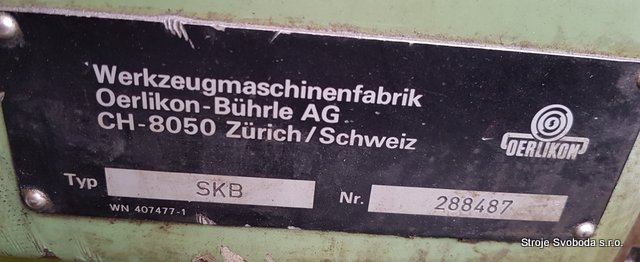 Werkzeugmaschinenfabrik
Oerlikon-Bührle AG
CH-8050 Zürich/Schweiz
OERLIKON
Typ SKB Nr. 288487
WN 407477-1
Stroje Svoboda s.r.o.